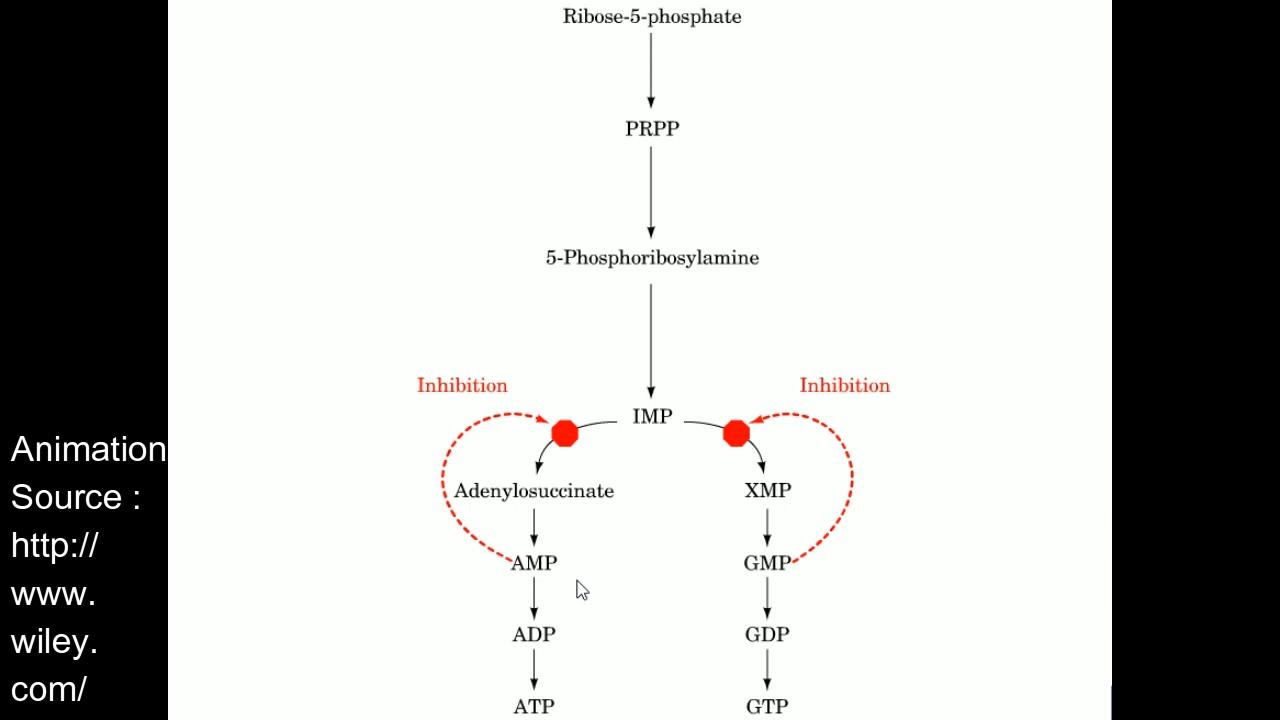 Ribose-5-phosphate
PRPP
5-Phosphoribosylamine
Inhibition
Inhibition
IMP
Adenylosuccinate
XMP
AMP
GMP
ADP
GDP
ATP
GTP
Animation
Source :
http://
www.
wiley.
com/